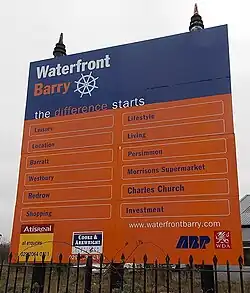 Waterfront
Barry
the difference starts
Leisure
Location
Barratt
Westbury
Redrow
Shopping
Lifestyle
Living
Persimmon
Morrisons Supermarket
Charles Church
Investment
www.waterfrontbarry.com
COOKE &
ARKWRIGHT
ABP
WDA